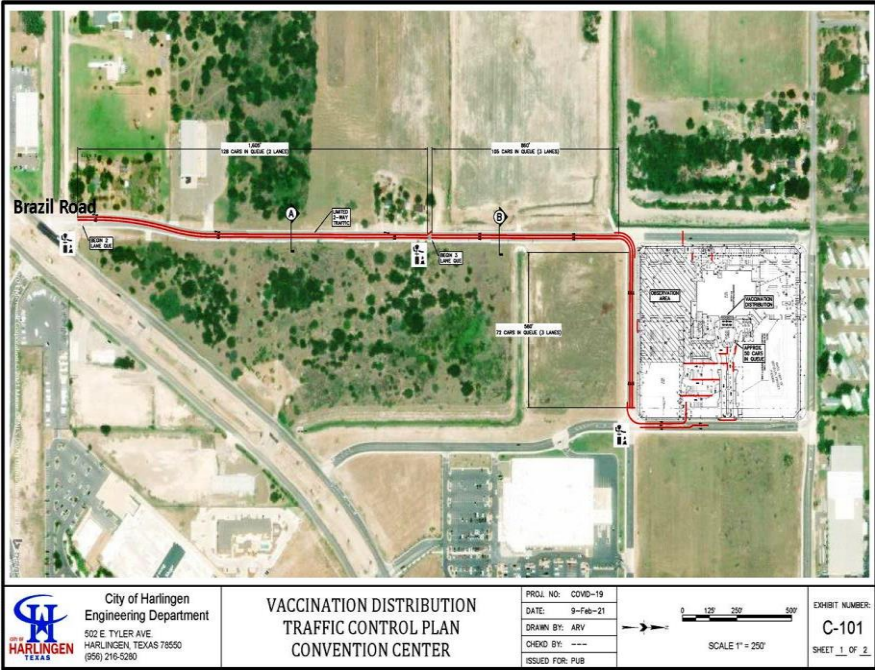 1,605'
128 CARS IN QUEUE (2 LANES)
860'
105 CARS IN QUEUE (3 LANES)
Brazil Road
A
LIMITED
2-WAY
TRAFFIC
B
BEGIN 2
LANE QUE
BEGIN 3
LANE QUE
OBSERVATION
AREA
VACCINATION
DISTRIBUTION
560'
72 CARS IN QUEUE (3 LANES)
APPROX.
50 CARS
IN QUEUE
CITY OF
HARLINGEN
TEXAS
City of Harlingen
Engineering Department
502 E. TYLER AVE.
HARLINGEN, TEXAS 78550
(956) 216-5280
VACCINATION DISTRIBUTION
TRAFFIC CONTROL PLAN
CONVENTION CENTER
PROJ. NO: COVID-19
DATE: 9-Feb-21
DRAWN BY: ARV
CHEKD BY: ---
ISSUED FOR: PUB
0 125' 250' 500'
SCALE 1" = 250'
EXHIBIT NUMBER:
C-101
SHEET 1 OF 2